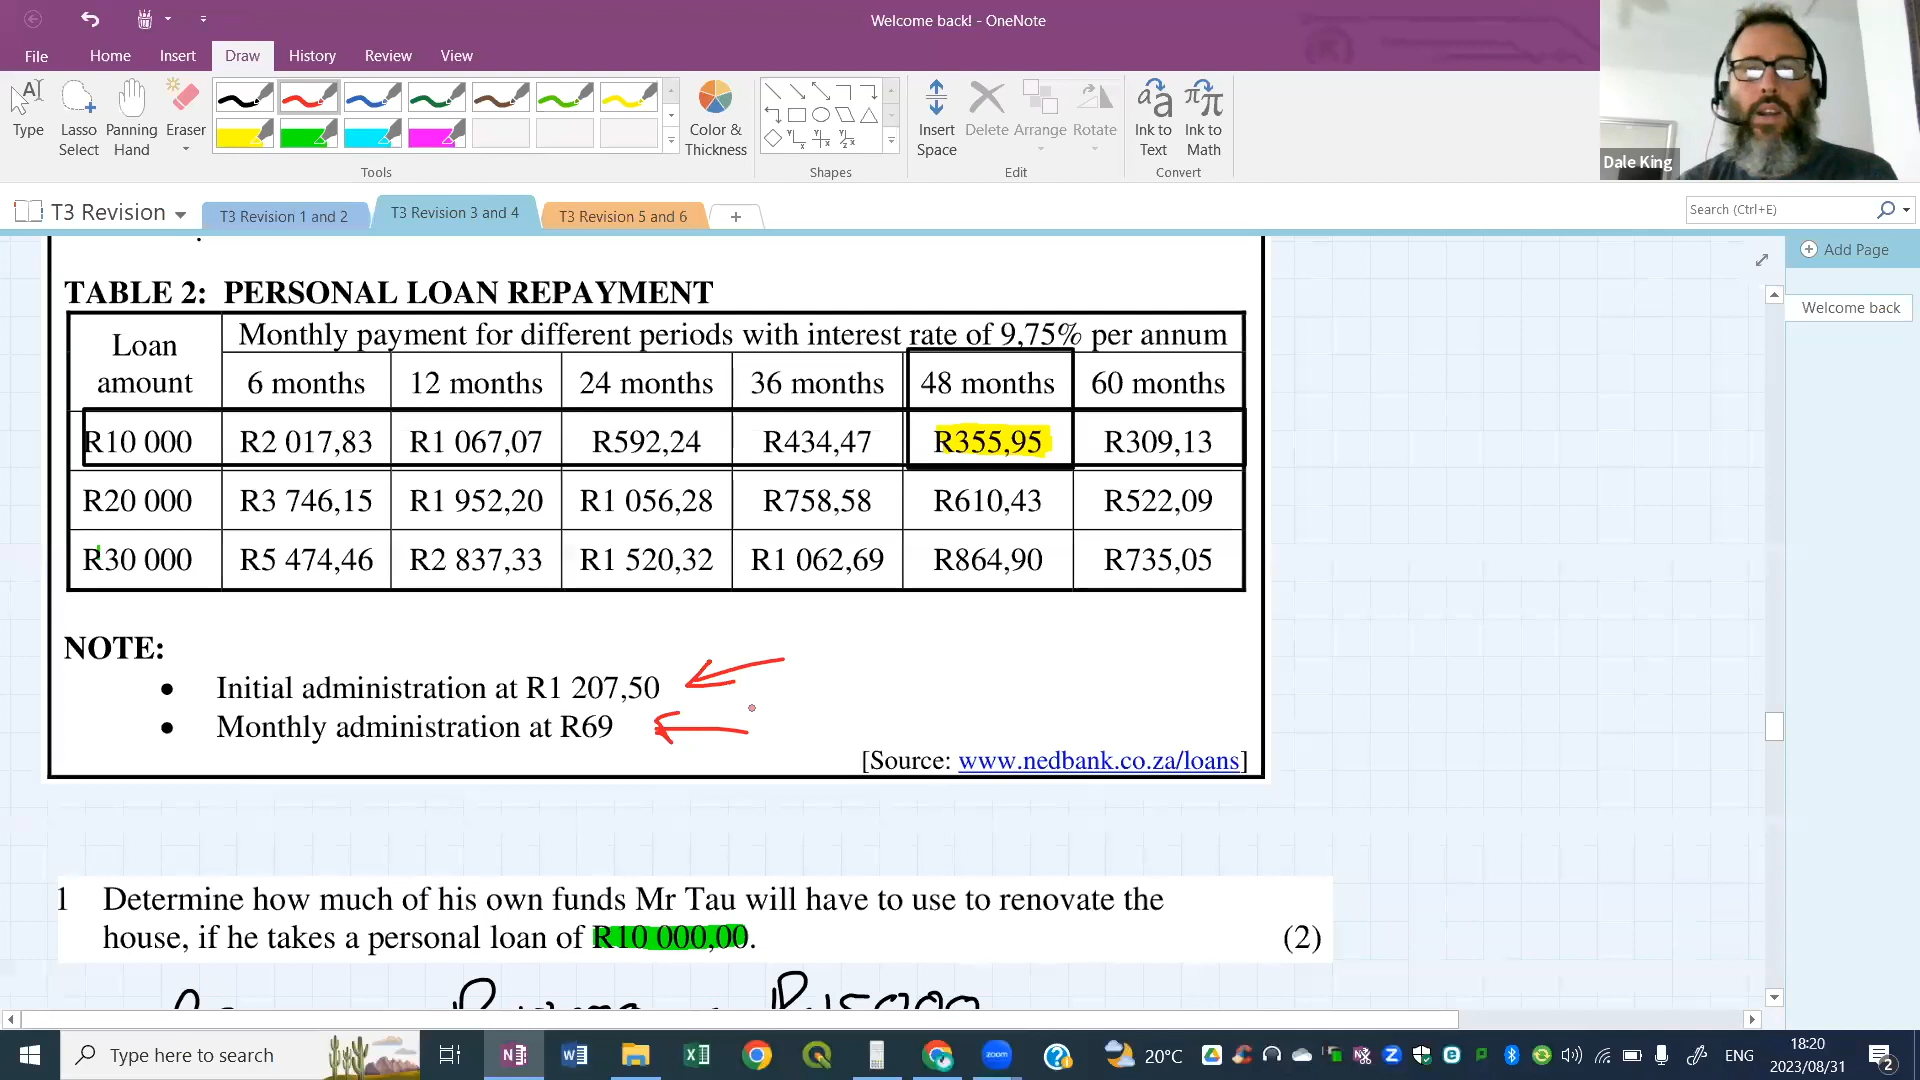 Welcome back! - OneNote
File
Home
Insert
Draw
History
Review
View
Type
Lasso
Select
Panning
Hand
Eraser
Color &
Thickness
Insert
Space
Delete
Arrange
Rotate
Ink to
Text
Ink to
Math
Tools
Shapes
Edit
Convert
Dale King
T3 Revision
T3 Revision 1 and 2
T3 Revision 3 and 4
T3 Revision 5 and 6
Search (Ctrl+E)
Add Page
Welcome back
TABLE 2: PERSONAL LOAN REPAYMENT
Loan
amount
Monthly payment for different periods with interest rate of 9,75% per annum
6 months 12 months 24 months 36 months 48 months 60 months
R10 000 R2 017,83 R1 067,07 R592,24 R434,47 R355,95 R309,13
R20 000 R3 746,15 R1 952,20 R1 056,28 R758,58 R610,43 R522,09
R30 000 R5 474,46 R2 837,33 R1 520,32 R1 062,69 R864,90 R735,05
NOTE:
• Initial administration at R1 207,50
• Monthly administration at R69
[Source: www.nedbank.co.za/loans]
1 Determine how much of his own funds Mr Tau will have to use to renovate the
house, if he takes a personal loan of R10 000,00. (2)
Type here to search
20°C
ENG
18:20
2023/08/31
2